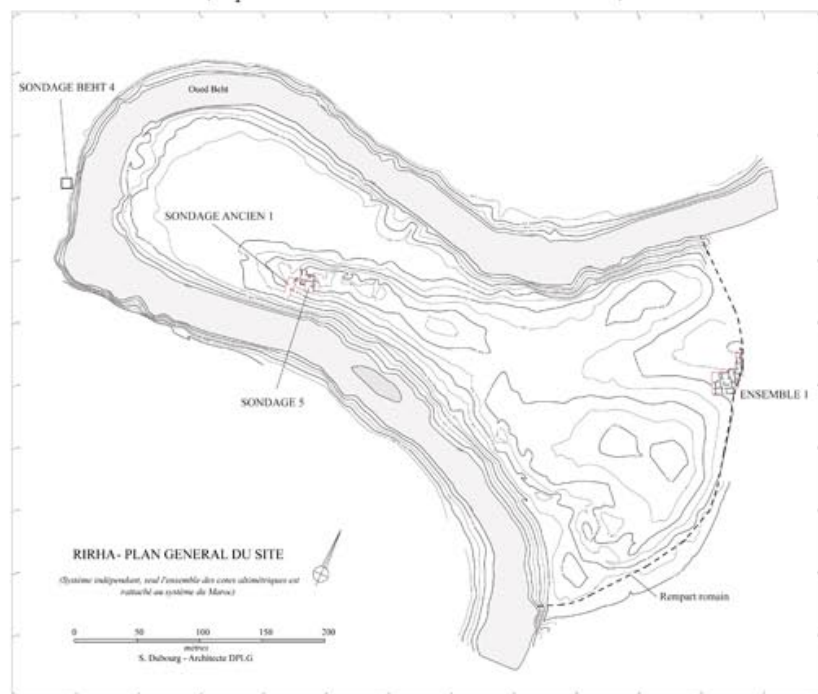 SONDAGE BEHT 4
Oued Beht
SONDAGE ANCIEN 1
SONDAGE 5
ENSEMBLE 1
RIRHA- PLAN GENERAL DU SITE
(Système indépendant, seul l'ensemble des cotes altimétriques est
rattaché au système du Maroc)
Rempart romain
0 50 100 150 200
mètres
S. Dubourg - Architecte DPLG